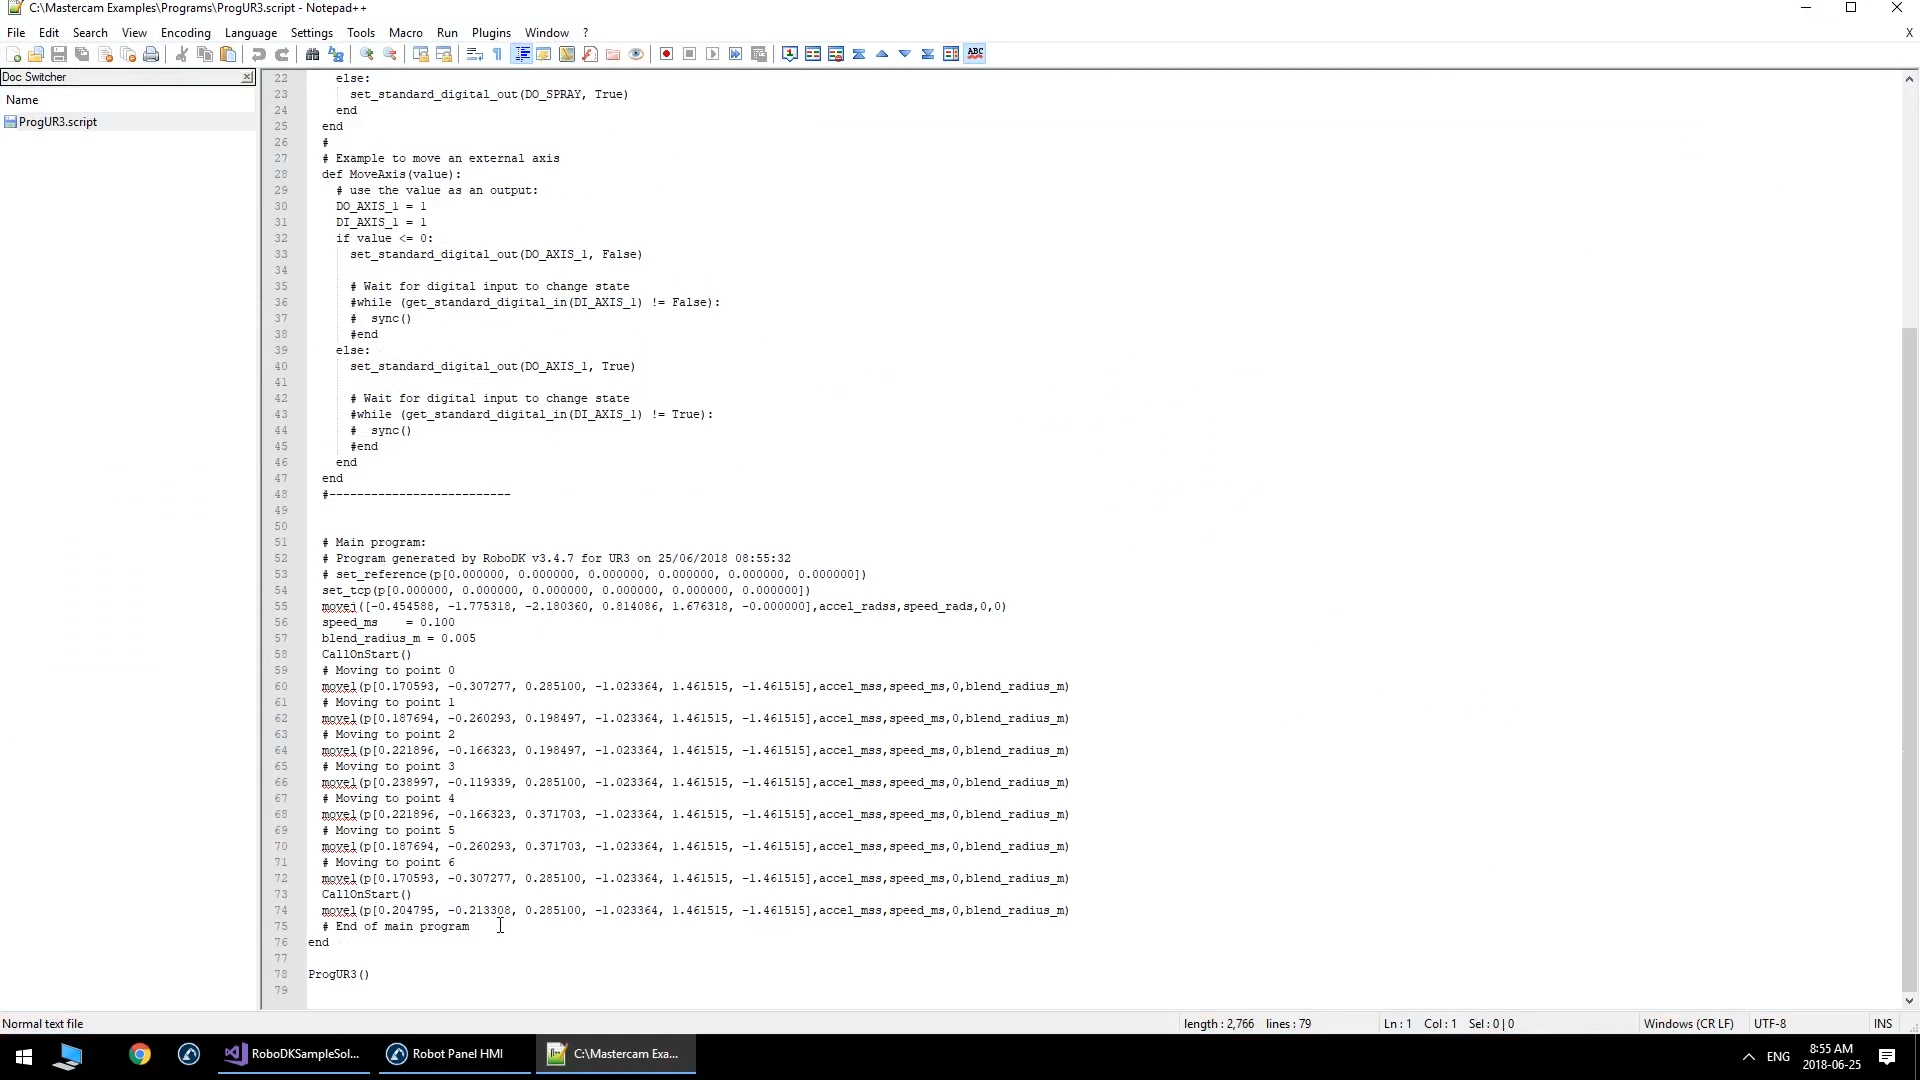 C:\Mastercam Examples\Programs\ProgUR3.script - Notepad++
File Edit Search View Encoding Language Settings Tools Macro Run Plugins Window ? X
Doc Switcher
Name
ProgUR3.script
22 else:
23 set_standard_digital_out(DO_SPRAY, True)
24 end
25 end
26 #
27 # Example to move an external axis
28 def MoveAxis(value):
29 # use the value as an output:
30 DO_AXIS_1 = 1
31 DI_AXIS_1 = 1
32 if value <= 0:
33 set_standard_digital_out(DO_AXIS_1, False)
34
35 # Wait for digital input to change state
36 #while (get_standard_digital_in(DI_AXIS_1) != False):
37 #  sync()
38 #end
39 else:
40 set_standard_digital_out(DO_AXIS_1, True)
41
42 # Wait for digital input to change state
43 #while (get_standard_digital_in(DI_AXIS_1) != True):
44 #  sync()
45 #end
46 end
47 end
48 #--------------------------
49
50
51 # Main program:
52 # Program generated by RoboDK v3.4.7 for UR3 on 25/06/2018 08:55:32
53 # set_reference(p[0.000000, 0.000000, 0.000000, 0.000000, 0.000000, 0.000000])
54 set_tcp(p[0.000000, 0.000000, 0.000000, 0.000000, 0.000000, 0.000000])
55 movej([-0.454588, -1.775318, -2.180360, 0.814086, 1.676318, -0.000000],accel_radss,speed_rads,0,0)
56 speed_ms    = 0.100
57 blend_radius_m = 0.005
58 CallOnStart()
59 # Moving to point 0
60 movel(p[0.170593, -0.307277, 0.285100, -1.023364, 1.461515, -1.461515],accel_mss,speed_ms,0,blend_radius_m)
61 # Moving to point 1
62 movel(p[0.187694, -0.260293, 0.198497, -1.023364, 1.461515, -1.461515],accel_mss,speed_ms,0,blend_radius_m)
63 # Moving to point 2
64 movel(p[0.221896, -0.166323, 0.198497, -1.023364, 1.461515, -1.461515],accel_mss,speed_ms,0,blend_radius_m)
65 # Moving to point 3
66 movel(p[0.238997, -0.119339, 0.285100, -1.023364, 1.461515, -1.461515],accel_mss,speed_ms,0,blend_radius_m)
67 # Moving to point 4
68 movel(p[0.221896, -0.166323, 0.371703, -1.023364, 1.461515, -1.461515],accel_mss,speed_ms,0,blend_radius_m)
69 # Moving to point 5
70 movel(p[0.187694, -0.260293, 0.371703, -1.023364, 1.461515, -1.461515],accel_mss,speed_ms,0,blend_radius_m)
71 # Moving to point 6
72 movel(p[0.170593, -0.307277, 0.285100, -1.023364, 1.461515, -1.461515],accel_mss,speed_ms,0,blend_radius_m)
73 CallOnStart()
74 movel(p[0.204795, -0.213308, 0.285100, -1.023364, 1.461515, -1.461515],accel_mss,speed_ms,0,blend_radius_m)
75 # End of main program
76 end
77
78 ProgUR3()
79
Normal text file length : 2,766 lines : 79 Ln : 1 Col : 1 Sel : 0 | 0 Windows (CR LF) UTF-8 INS
RoboDKSampleSol... Robot Panel HMI C:\Mastercam Exa... ENG 8:55 AM
2018-06-25